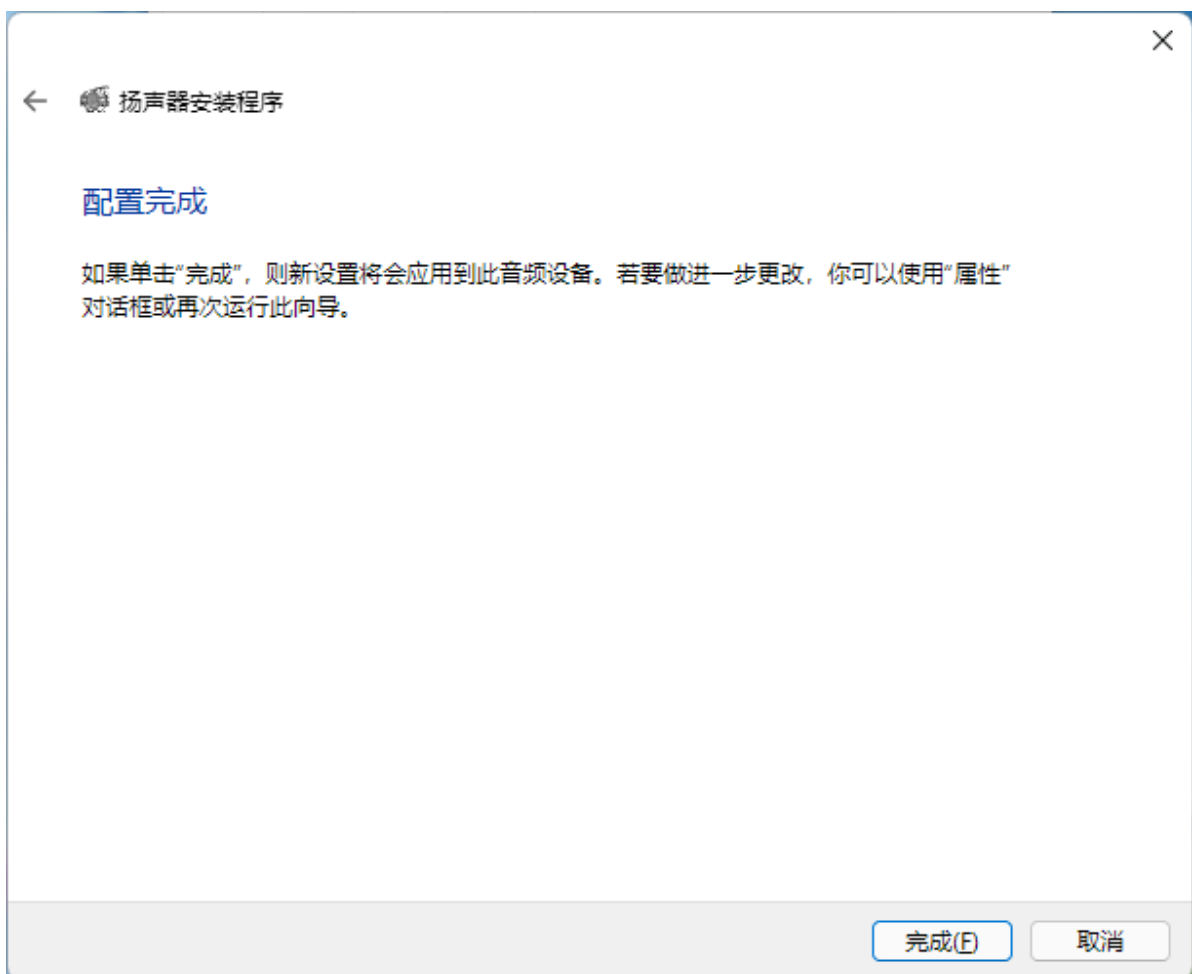 扬声器安装程序
配置完成
如果单击“完成”，则新设置将会应用到此音频设备。若要做进一步更改，你可以使用“属性”
对话框或再次运行此向导。
完成(F)
取消